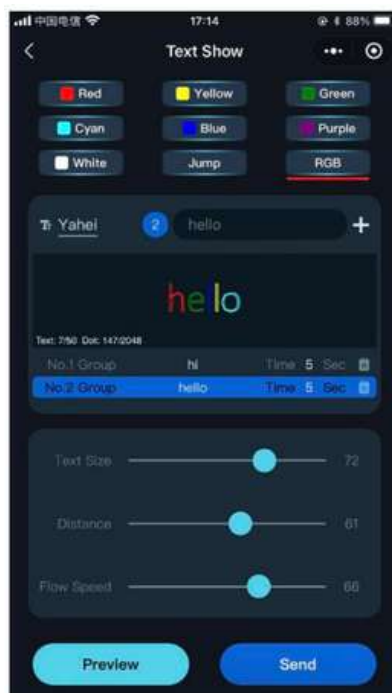 中国电信 17:14 88%
Text Show
Red Yellow Green
Cyan Blue Purple
White Jump RGB
Tr Yahei 2 hello +
hello
Text: 7/50 Dot: 147/2048
No.1 Group hi Time 5 Sec
No.2 Group hello Time 5 Sec
Text Size 72
Distance 61
Flow Speed 66
Preview Send